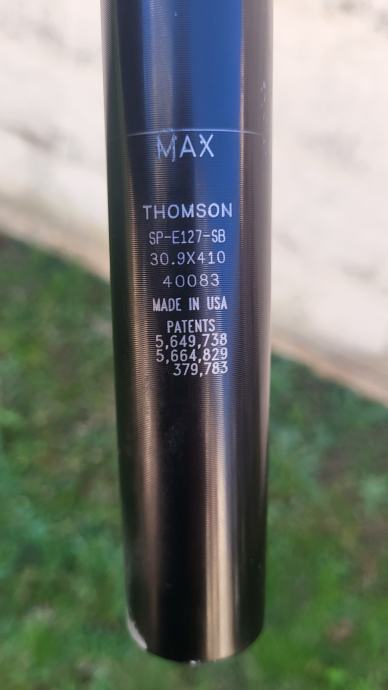 MAX
THOMSON
SP-E127-SB
30.9X410
40083
MADE IN USA
PATENTS
5,649,738
5,664,829
379,783